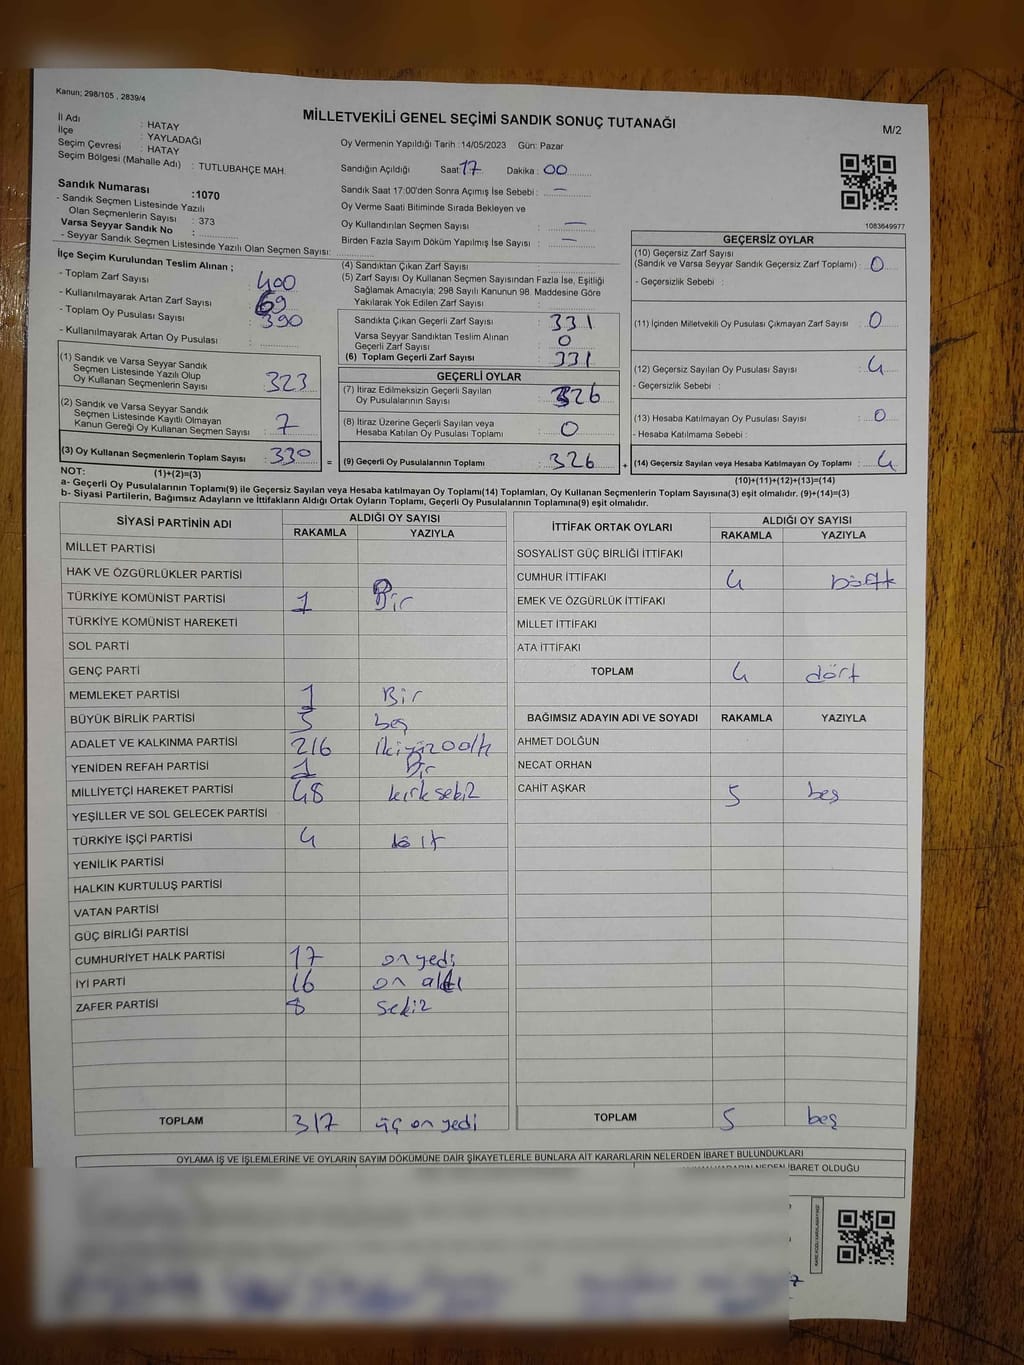 Kanun; 298/105 , 2839/4
MİLLETVEKİLİ GENEL SEÇİMİ SANDIK SONUÇ TUTANAĞI
M/2
İl Adı : HATAY
İlçe : YAYLADAĞI
Seçim Çevresi : HATAY
Seçim Bölgesi (Mahalle Adı) : TUTLUBAHÇE MAH.
Sandık Numarası :1070
- Sandık Seçmen Listesinde Yazılı
Olan Seçmenlerin Sayısı : 373
Varsa Seyyar Sandık No :
- Seyyar Sandık Seçmen Listesinde Yazılı Olan Seçmen Sayısı:
Oy Vermenin Yapıldığı Tarih : 14/05/2023 Gün: Pazar
Sandığın Açıldığı Saat: 17 Dakika : 00
Sandık Saat 17:00'den Sonra Açımış İse Sebebi : —
Oy Verme Saati Bitiminde Sırada Bekleyen ve
Oy Kullandırılan Seçmen Sayısı : —
Birden Fazla Sayım Döküm Yapılmış İse Sayısı : —
1083649977
İlçe Seçim Kurulundan Teslim Alınan ;
- Toplam Zarf Sayısı : 400
- Kullanılmayarak Artan Zarf Sayısı : 69
- Toplam Oy Pusulası Sayısı : 390
- Kullanılmayarak Artan Oy Pusulası :
(1) Sandık ve Varsa Seyyar Sandık
Seçmen Listesinde Yazılı Olup
Oy Kullanan Seçmenlerin Sayısı : 323
(2) Sandık ve Varsa Seyyar Sandık
Seçmen Listesinde Kayıtlı Olmayan
Kanun Gereği Oy Kullanan Seçmen Sayısı : 7
(3) Oy Kullanan Seçmenlerin Toplam Sayısı : 330
(1)+(2)=(3)
(4) Sandıktan Çıkan Zarf Sayısı :
(5) Zarf Sayısı Oy Kullanan Seçmen Sayısından Fazla İse, Eşitliği
Sağlamak Amacıyla; 298 Sayılı Kanunun 98. Maddesine Göre
Yakılarak Yok Edilen Zarf Sayısı :
Sandıkta Çıkan Geçerli Zarf Sayısı : 331
Varsa Seyyar Sandıktan Teslim Alınan
Geçerli Zarf Sayısı : 0
(6) Toplam Geçerli Zarf Sayısı : 331
GEÇERLİ OYLAR
(7) İtiraz Edilmeksizin Geçerli Sayılan
Oy Pusulalarının Sayısı : 326
(8) İtiraz Üzerine Geçerli Sayılan veya
Hesaba Katılan Oy Pusulası Toplamı : 0
= (9) Geçerli Oy Pusulalarının Toplamı : 326
GEÇERSİZ OYLAR
(10) Geçersiz Zarf Sayısı
(Sandık ve Varsa Seyyar Sandık Geçersiz Zarf Toplamı) : 0
- Geçersizlik Sebebi :
(11) İçinden Milletvekili Oy Pusulası Çıkmayan Zarf Sayısı : 0
(12) Geçersiz Sayılan Oy Pusulası Sayısı : 4
- Geçersizlik Sebebi :
(13) Hesaba Katılmayan Oy Pusulası Sayısı : 0
- Hesaba Katılmama Sebebi :
+ (14) Geçersiz Sayılan veya Hesaba Katılmayan Oy Toplamı : 4
(10)+(11)+(12)+(13)=(14)
NOT:
a- Geçerli Oy Pusulalarının Toplamı(9) ile Geçersiz Sayılan veya Hesaba katılmayan Oy Toplamı(14) Toplamları, Oy Kullanan Seçmenlerin Toplam Sayısına(3) eşit olmalıdır. (9)+(14)=(3)
b- Siyasi Partilerin, Bağımsız Adayların ve İttifakların Aldığı Ortak Oyların Toplamı, Geçerli Oy Pusulalarının Toplamına(9) eşit olmalıdır.
SİYASİ PARTİNİN ADI ALDIĞI OY SAYISI
RAKAMLA YAZIYLA
MİLLET PARTİSİ
HAK VE ÖZGÜRLÜKLER PARTİSİ
TÜRKİYE KOMÜNİST PARTİSİ 1 Bir
TÜRKİYE KOMÜNİST HAREKETİ
SOL PARTİ
GENÇ PARTİ
MEMLEKET PARTİSİ 1 Bir
BÜYÜK BİRLİK PARTİSİ 5 beş
ADALET VE KALKINMA PARTİSİ 216
YENİDEN REFAH PARTİSİ 1 Bir
MİLLİYETÇİ HAREKET PARTİSİ 48 kırk sekiz
YEŞİLLER VE SOL GELECEK PARTİSİ
TÜRKİYE İŞÇİ PARTİSİ 4
YENİLİK PARTİSİ
HALKIN KURTULUŞ PARTİSİ
VATAN PARTİSİ
GÜÇ BİRLİĞİ PARTİSİ
CUMHURİYET HALK PARTİSİ 17 on yedi
İYİ PARTİ 16 on altı
ZAFER PARTİSİ 8 sekiz
TOPLAM 317 üç on yedi
İTTİFAK ORTAK OYLARI ALDIĞI OY SAYISI
RAKAMLA YAZIYLA
SOSYALİST GÜÇ BİRLİĞİ İTTİFAKI
CUMHUR İTTİFAKI 4
EMEK VE ÖZGÜRLÜK İTTİFAKI
MİLLET İTTİFAKI
ATA İTTİFAKI
TOPLAM 4 dört
BAĞIMSIZ ADAYIN ADI VE SOYADI RAKAMLA YAZIYLA
AHMET DOLĞUN
NECAT ORHAN
CAHİT AŞKAR 5 beş
TOPLAM 5 beş
OYLAMA İŞ VE İŞLEMLERİNE VE OYLARIN SAYIM DÖKÜMÜNE DAİR ŞİKAYETLERLE BUNLARA AİT KARARLARIN NELERDEN İBARET BULUNDUKLARI
İBARET OLDUĞU